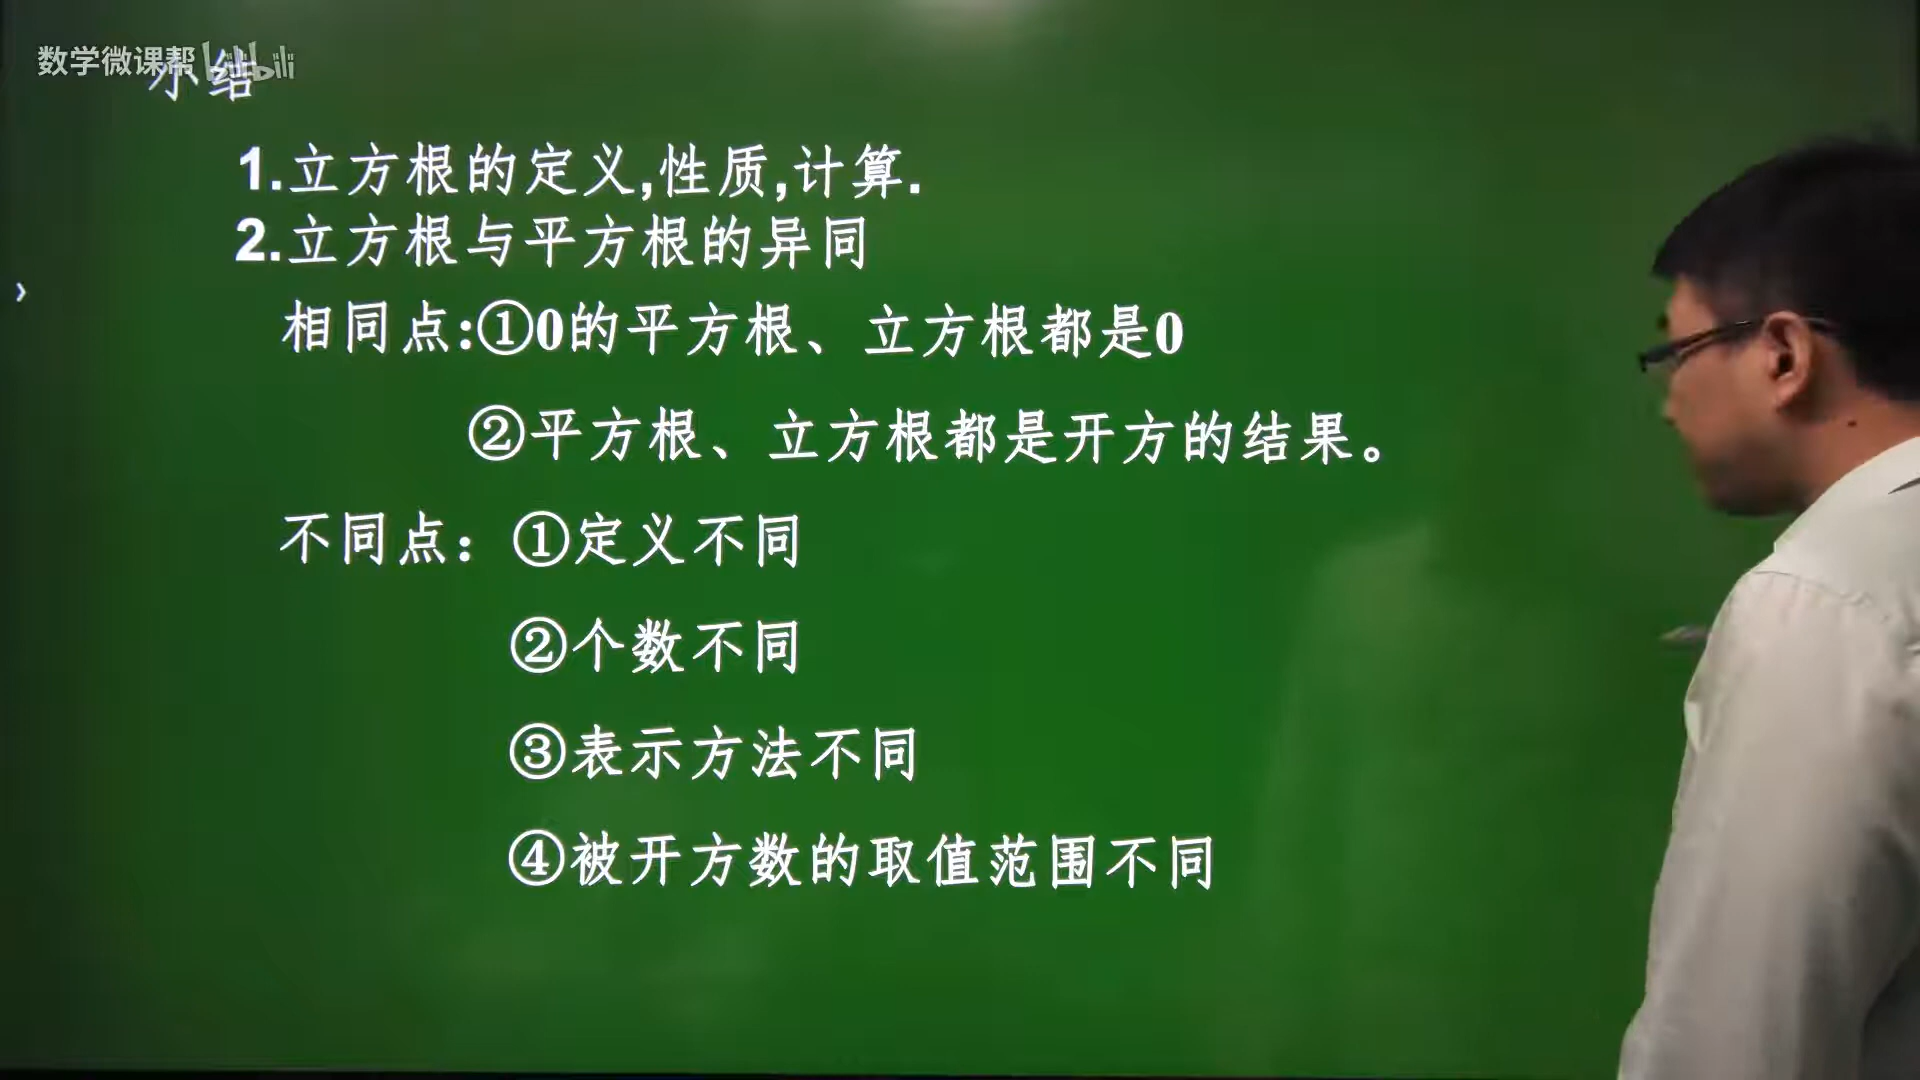 数学微课帮 bilibili
小结
1.立方根的定义,性质,计算.
2.立方根与平方根的异同
相同点:①0的平方根、立方根都是0
②平方根、立方根都是开方的结果。
不同点：①定义不同
②个数不同
③表示方法不同
④被开方数的取值范围不同